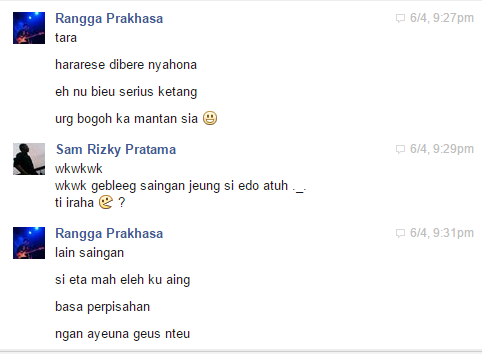 Rangga Prakhasa 6/4, 9:27pm
tara
hararese dibere nyahona
eh nu bieu serius ketang
urg bogoh ka mantan sia
Sam Rizky Pratama 6/4, 9:29pm
wkwkwk
wkwk gebleeg saingan jeung si edo atuh ._.
ti iraha ?
Rangga Prakhasa 6/4, 9:31pm
lain saingan
si eta mah eleh ku aing
basa perpisahan
ngan ayeuna geus nteu